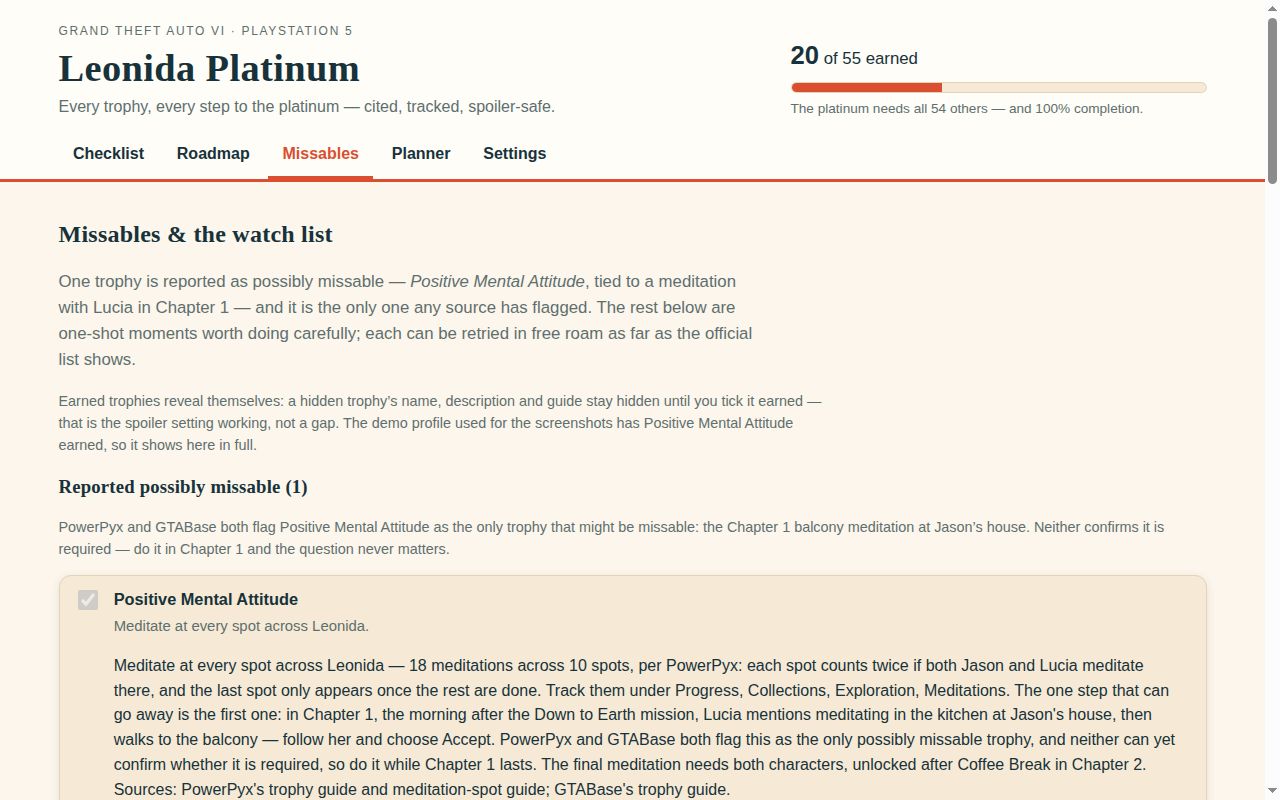 GRAND THEFT AUTO VI · PLAYSTATION 5
Leonida Platinum
Every trophy, every step to the platinum — cited, tracked, spoiler-safe.
20 of 55 earned
The platinum needs all 54 others — and 100% completion.
Checklist Roadmap Missables Planner Settings
Missables & the watch list
One trophy is reported as possibly missable — Positive Mental Attitude, tied to a meditation
with Lucia in Chapter 1 — and it is the only one any source has flagged. The rest below are
one-shot moments worth doing carefully; each can be retried in free roam as far as the official
list shows.
Earned trophies reveal themselves: a hidden trophy’s name, description and guide stay hidden until you tick it earned —
that is the spoiler setting working, not a gap. The demo profile used for the screenshots has Positive Mental Attitude
earned, so it shows here in full.
Reported possibly missable (1)
PowerPyx and GTABase both flag Positive Mental Attitude as the only trophy that might be missable: the Chapter 1 balcony meditation at Jason’s house. Neither confirms it is
required — do it in Chapter 1 and the question never matters.
Positive Mental Attitude
Meditate at every spot across Leonida.
Meditate at every spot across Leonida — 18 meditations across 10 spots, per PowerPyx: each spot counts twice if both Jason and Lucia meditate
there, and the last spot only appears once the rest are done. Track them under Progress, Collections, Exploration, Meditations. The one step that can
go away is the first one: in Chapter 1, the morning after the Down to Earth mission, Lucia mentions meditating in the kitchen at Jason's house, then
walks to the balcony — follow her and choose Accept. PowerPyx and GTABase both flag this as the only possibly missable trophy, and neither can yet
confirm whether it is required, so do it while Chapter 1 lasts. The final meditation needs both characters, unlocked after Coffee Break in Chapter 2.
Sources: PowerPyx's trophy guide and meditation-spot guide; GTABase's trophy guide.